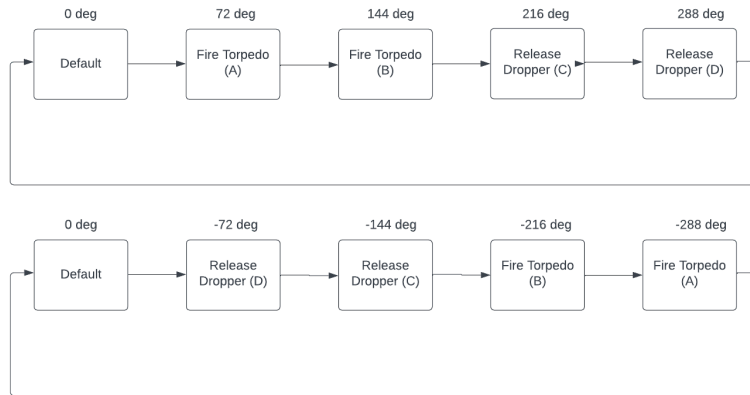 0 deg
72 deg
144 deg
216 deg
288 deg
Default
Fire Torpedo
(A)
Fire Torpedo
(B)
Release
Dropper (C)
Release
Dropper (D)
0 deg
-72 deg
-144 deg
-216 deg
-288 deg
Default
Release
Dropper (D)
Release
Dropper (C)
Fire Torpedo
(B)
Fire Torpedo
(A)